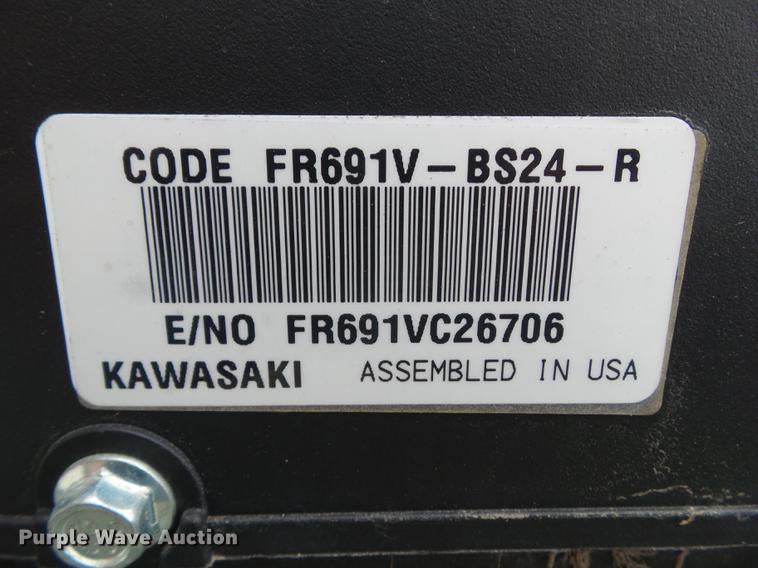 CODE FR691V-BS24-R
E/NO FR691VC26706
KAWASAKI ASSEMBLED IN USA
Purple Wave Auction